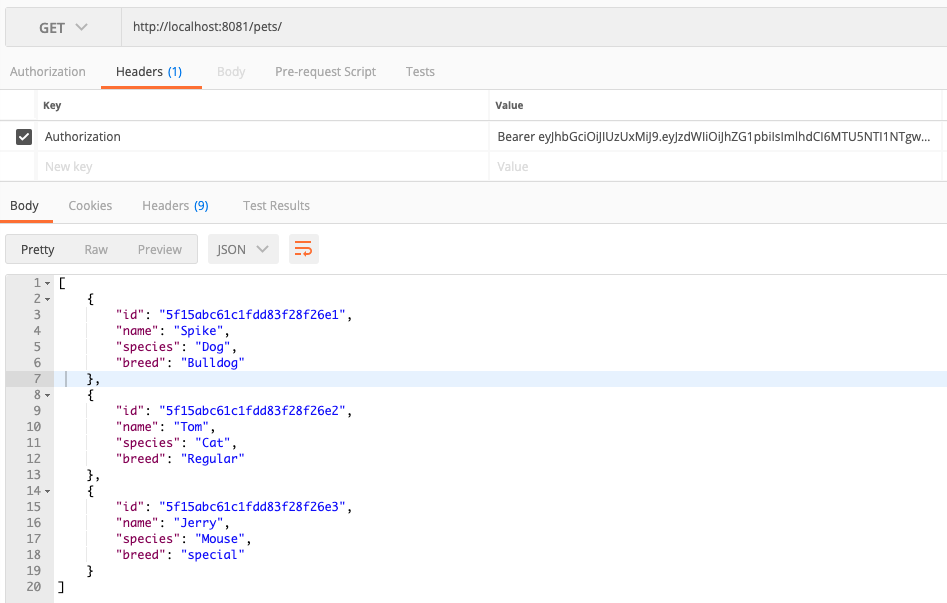 GET http://localhost:8081/pets/
Authorization Headers (1) Body Pre-request Script Tests
Key Value
Authorization Bearer eyJhbGciOiJIUzUxMiJ9.eyJzdWIiOiJhZG1pbiIsImlhdCI6MTU5NTI1NTgw...
New key Value
Body Cookies Headers (9) Test Results
Pretty Raw Preview JSON
1 [
2 {
3 "id": "5f15abc61c1fdd83f28f26e1",
4 "name": "Spike",
5 "species": "Dog",
6 "breed": "Bulldog"
7 },
8 {
9 "id": "5f15abc61c1fdd83f28f26e2",
10 "name": "Tom",
11 "species": "Cat",
12 "breed": "Regular"
13 },
14 {
15 "id": "5f15abc61c1fdd83f28f26e3",
16 "name": "Jerry",
17 "species": "Mouse",
18 "breed": "special"
19 }
20 ]